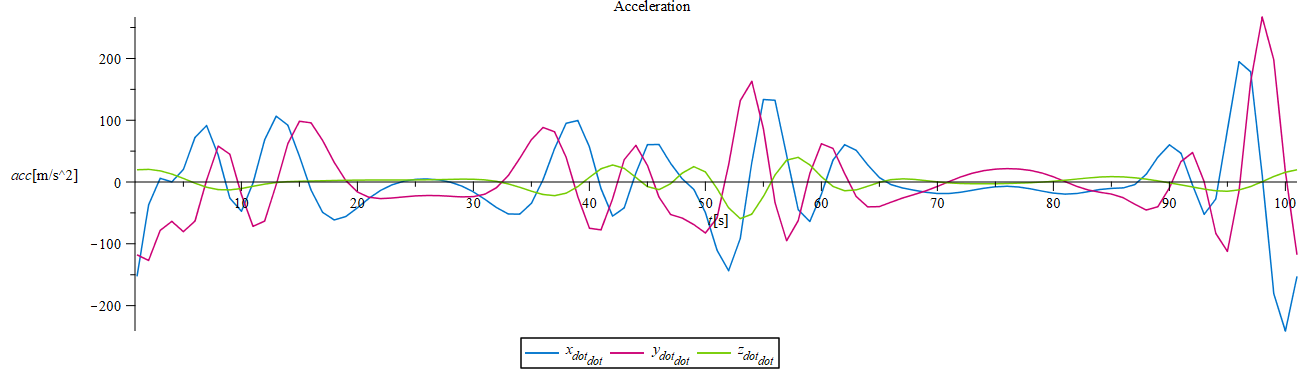 Acceleration
200
100
acc[m/s^2]
0
10 20 30 40 50 60 70 80 90 100
t[s]
−100
−200
x_dot_dot y_dot_dot z_dot_dot